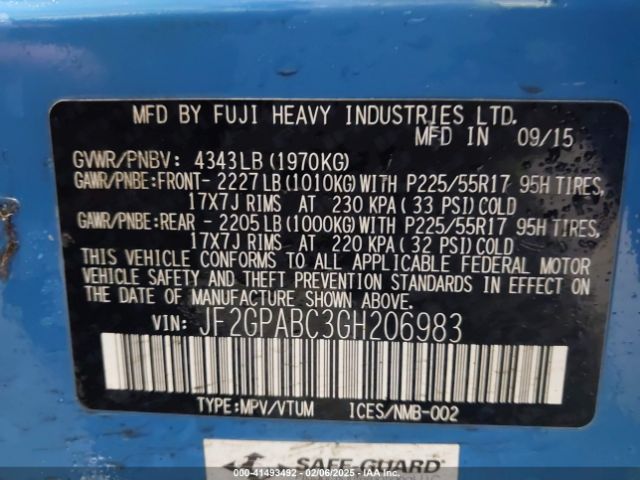 MFD BY FUJI HEAVY INDUSTRIES LTD.
MFD IN 09/15
GVWR/PNBV: 4343LB (1970KG)
GAWR/PNBE:FRONT- 2227LB(1010KG)WITH P225/55R17 95H TIRES,
17X7J RIMS AT 230 KPA( 33 PSI)COLD
GAWR/PNBE:REAR - 2205LB(1000KG)WITH P225/55R17 95H TIRES,
17X7J RIMS AT 220 KPA( 32 PSI)COLD
THIS VEHICLE CONFORMS TO ALL APPLICABLE FEDERAL MOTOR
VEHICLE SAFETY AND THEFT PREVENTION STANDARDS IN EFFECT ON
THE DATE OF MANUFACTURE SHOWN ABOVE.
VIN: JF2GPABC3GH206983
TYPE:MPV/VTUM ICES/NMB-002
SAFE-GUARD
000-41493492 - 02/06/2025 - IAA Inc.